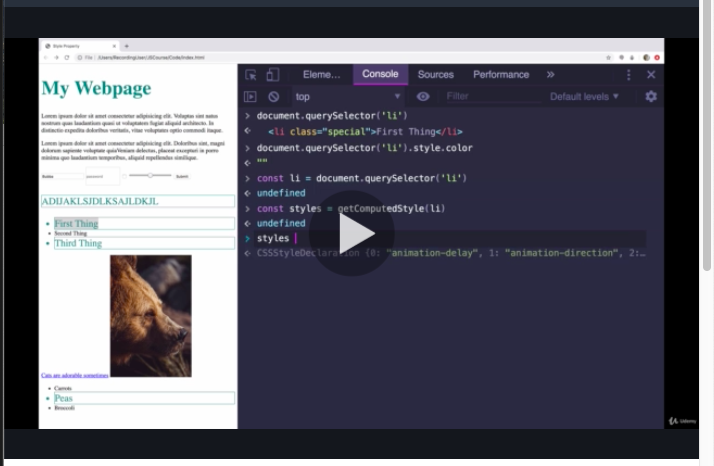 Style Property
File | /Users/RecordingUser/JSCourse/Code/index.html
My Webpage
Lorem ipsum dolor sit amet consectetur adipisicing elit. Voluptas sint natus
nostrum quas laudantium quasi ut voluptatem fugiat aliquid architecto. In
distinctio expedita doloribus veritatis, vitae voluptates optio commodi itaque.
Lorem ipsum dolor sit amet consectetur adipisicing elit. Doloribus sint, magni
dolorum sapiente voluptate quia Veniam delectus, placeat excepturi in porro
minima quo laudantium temporibus, aliquid repellendus similique.
password
Submit
ADIJAKLSJDLKSAJLDKJL
First Thing
Second Thing
Third Thing
Cats are adorable sometimes
Carrots
Peas
Broccoli
Eleme… Console Sources Performance »
top Filter Default levels ▼
> document.querySelector('li')
<li class="special">First Thing</li>
> document.querySelector('li').style.color
""
> const li = document.querySelector('li')
undefined
> const styles = getComputedStyle(li)
undefined
> styles
CSSStyleDeclaration {0: "animation-delay", 1: "animation-direction", 2:…
Udemy